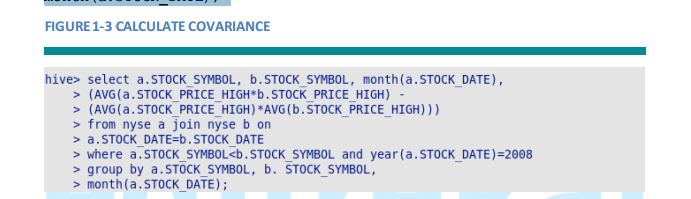 FIGURE 1-3 CALCULATE COVARIANCE
hive> select a.STOCK_SYMBOL, b.STOCK_SYMBOL, month(a.STOCK_DATE),
> (AVG(a.STOCK_PRICE_HIGH*b.STOCK_PRICE_HIGH) -
> (AVG(a.STOCK_PRICE_HIGH)*AVG(b.STOCK_PRICE_HIGH)))
> from nyse a join nyse b on
> a.STOCK_DATE=b.STOCK_DATE
> where a.STOCK_SYMBOL<b.STOCK_SYMBOL and year(a.STOCK_DATE)=2008
> group by a.STOCK_SYMBOL, b. STOCK_SYMBOL,
> month(a.STOCK_DATE);